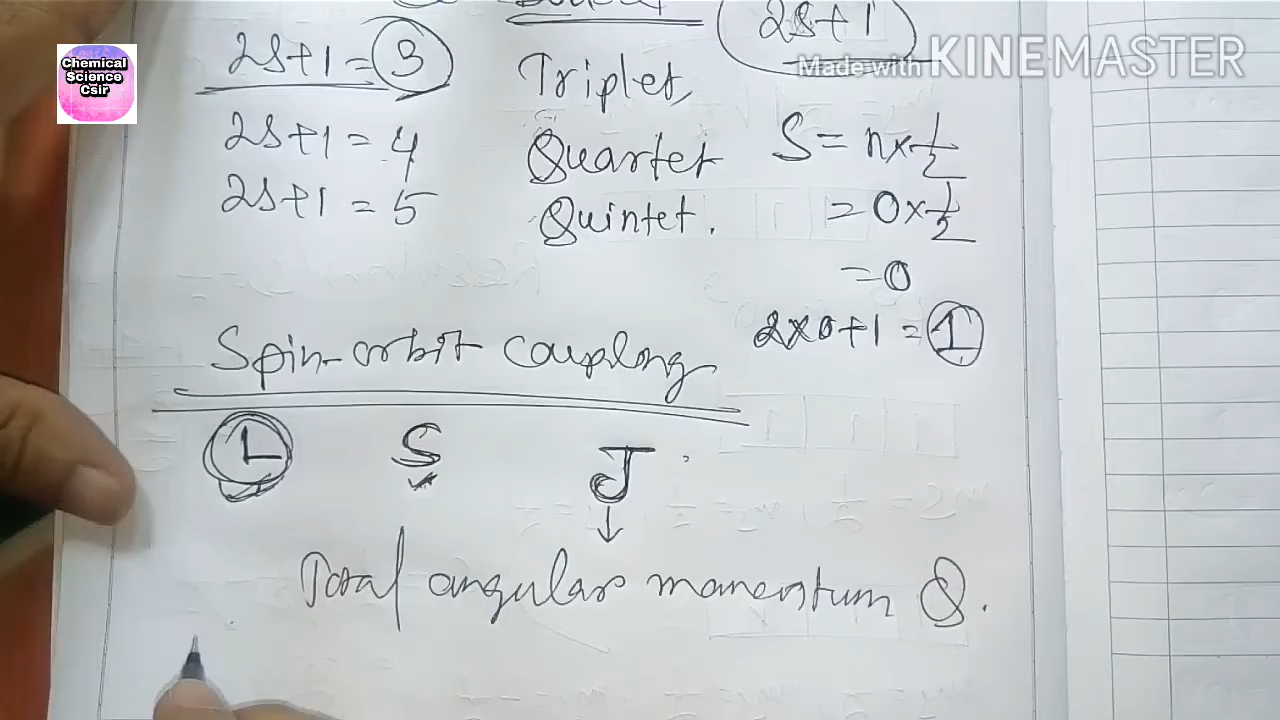 2s+1
Made with KINEMASTER
Chemical
Science
Csir
2s+1 = 3 Triplet,
2s+1 = 4 Quartet
2s+1 = 5 Quintet.
S = n×1/2
= 0×1/2
= 0
2×0+1 = 1
Spin-orbit coupling
L S J
↓
Total angular momentum Q.